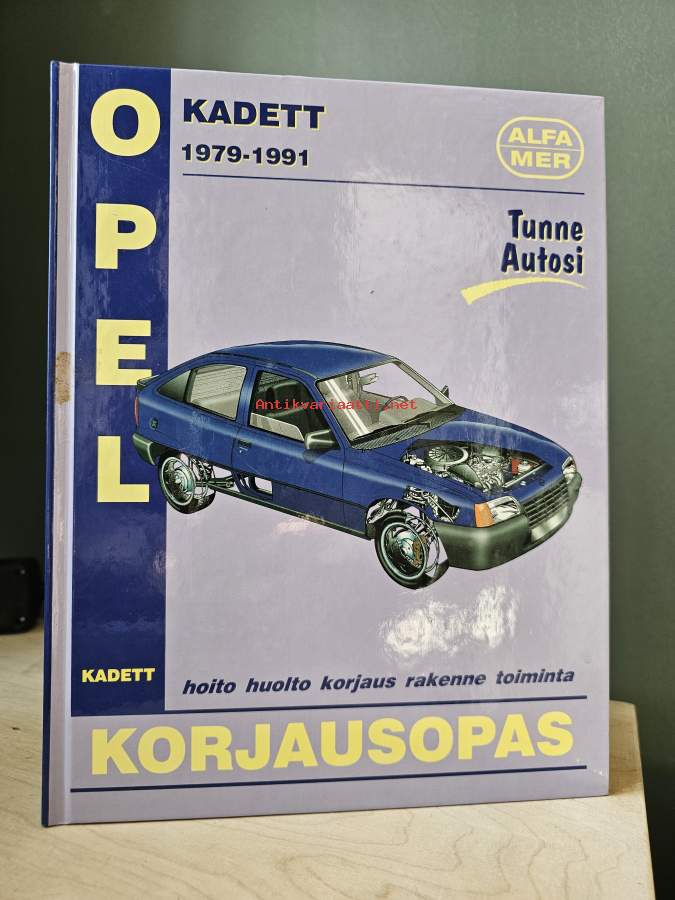 OPEL
KADETT
1979-1991
ALFA
MER
Tunne
Autosi
Antikvariaatti.net
KADETT
hoito huolto korjaus rakenne toiminta
KORJAUSOPAS